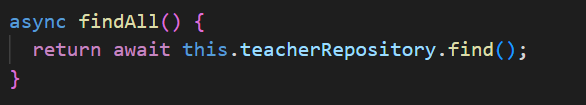 async findAll() {
  return await this.teacherRepository.find();
}